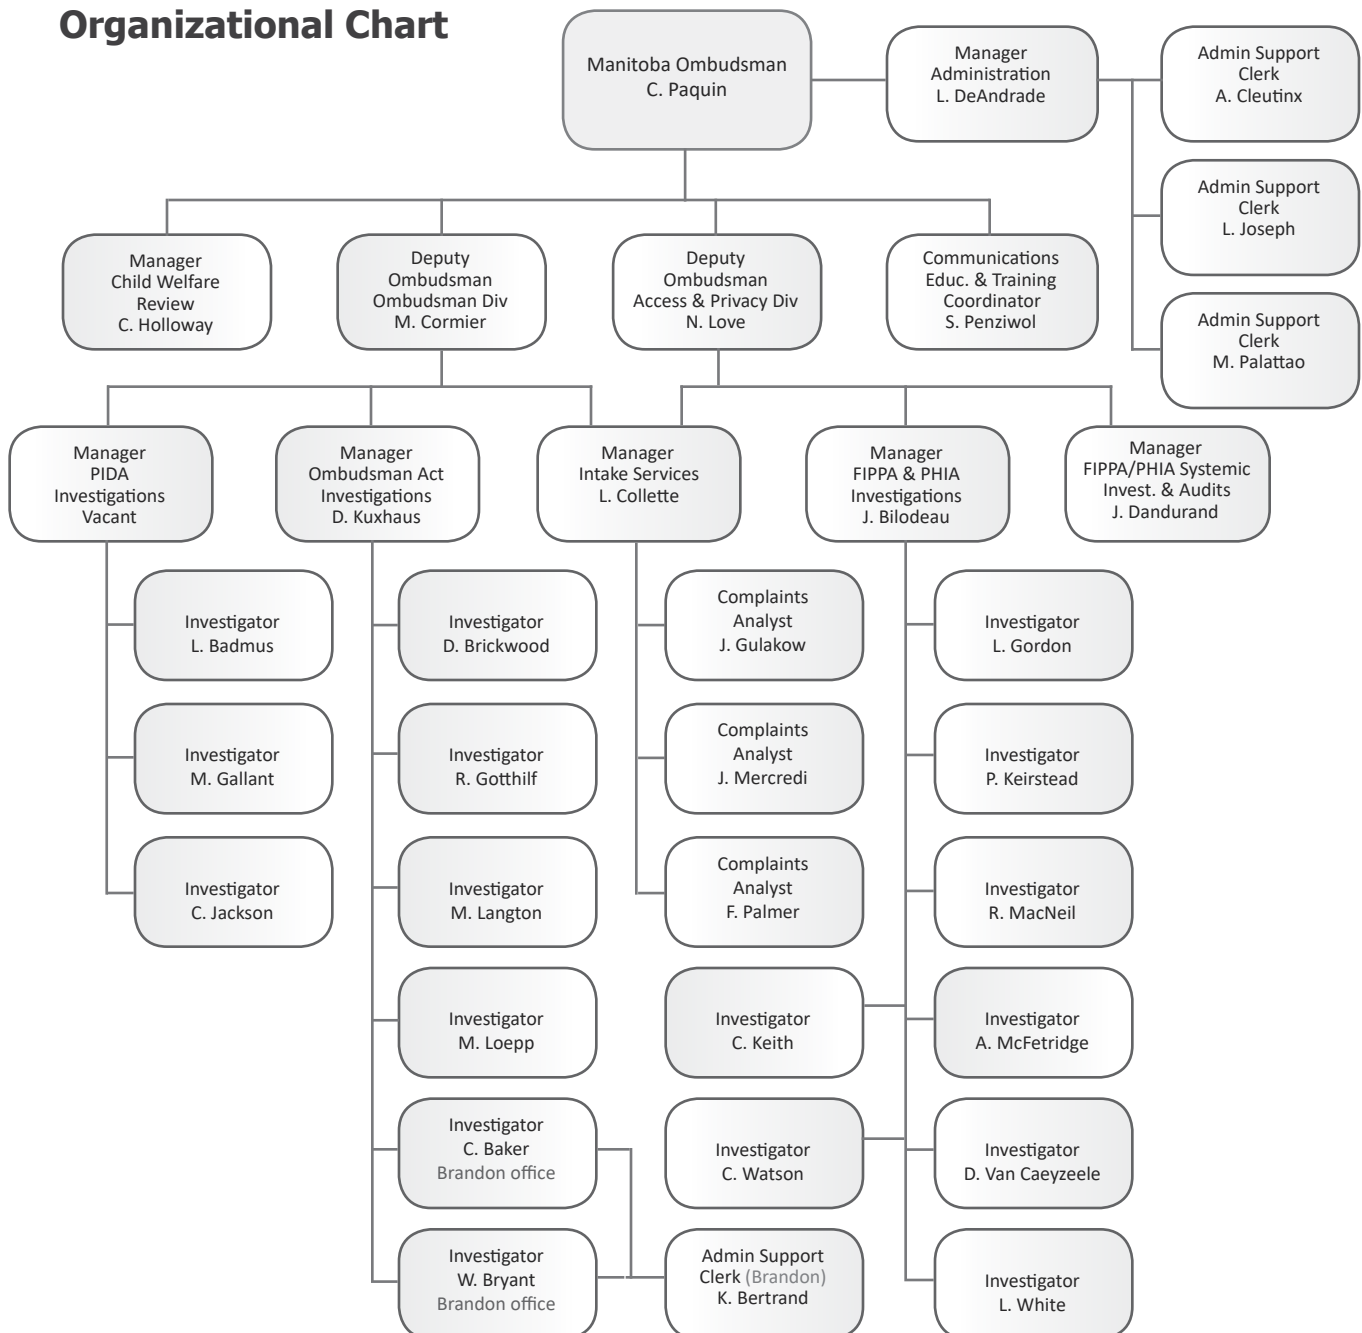 Organizational Chart
Manitoba Ombudsman
C. Paquin
Manager
Administration
L. DeAndrade
Admin Support
Clerk
A. Cleutinx
Admin Support
Clerk
L. Joseph
Admin Support
Clerk
M. Palattao
Manager
Child Welfare
Review
C. Holloway
Deputy
Ombudsman
Ombudsman Div
M. Cormier
Deputy
Ombudsman
Access & Privacy Div
N. Love
Communications
Educ. & Training
Coordinator
S. Penziwol
Manager
PIDA
Investigations
Vacant
Manager
Ombudsman Act
Investigations
D. Kuxhaus
Manager
Intake Services
L. Collette
Manager
FIPPA & PHIA
Investigations
J. Bilodeau
Manager
FIPPA/PHIA Systemic
Invest. & Audits
J. Dandurand
Investigator
L. Badmus
Investigator
M. Gallant
Investigator
C. Jackson
Investigator
D. Brickwood
Investigator
R. Gotthilf
Investigator
M. Langton
Investigator
M. Loepp
Investigator
C. Baker
Brandon office
Investigator
W. Bryant
Brandon office
Admin Support
Clerk (Brandon)
K. Bertrand
Complaints
Analyst
J. Gulakow
Complaints
Analyst
J. Mercredi
Complaints
Analyst
F. Palmer
Investigator
C. Keith
Investigator
C. Watson
Investigator
L. Gordon
Investigator
P. Keirstead
Investigator
R. MacNeil
Investigator
A. McFetridge
Investigator
D. Van Caeyzeele
Investigator
L. White